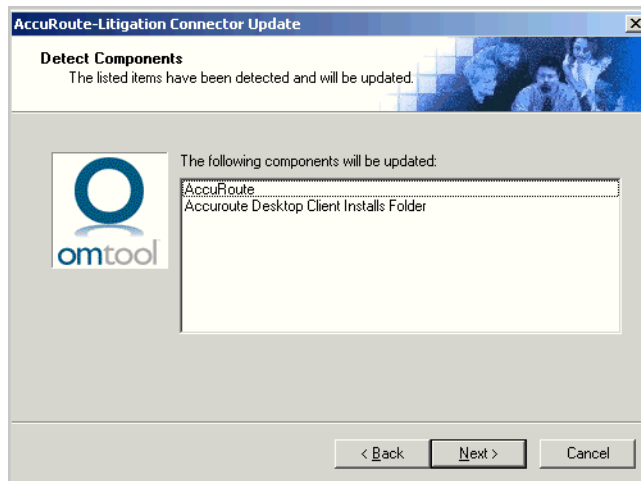 AccuRoute-Litigation Connector Update
Detect Components
The listed items have been detected and will be updated.
The following components will be updated:
AccuRoute
Accuroute Desktop Client Installs Folder
omtool
< Back
Next >
Cancel